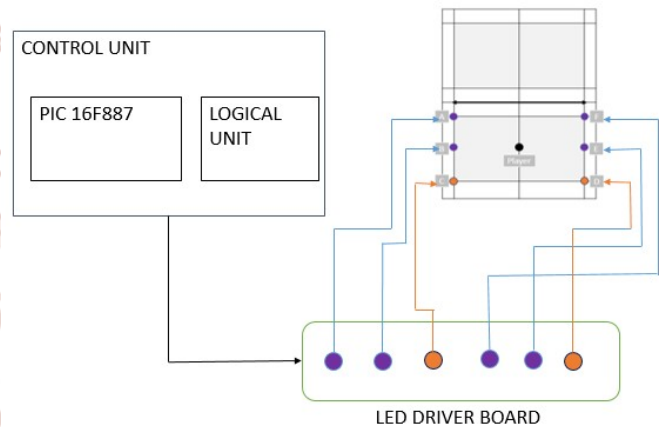 CONTROL UNIT
PIC 16F887
LOGICAL
UNIT
A
F
B
E
Player
C
D
LED DRIVER BOARD